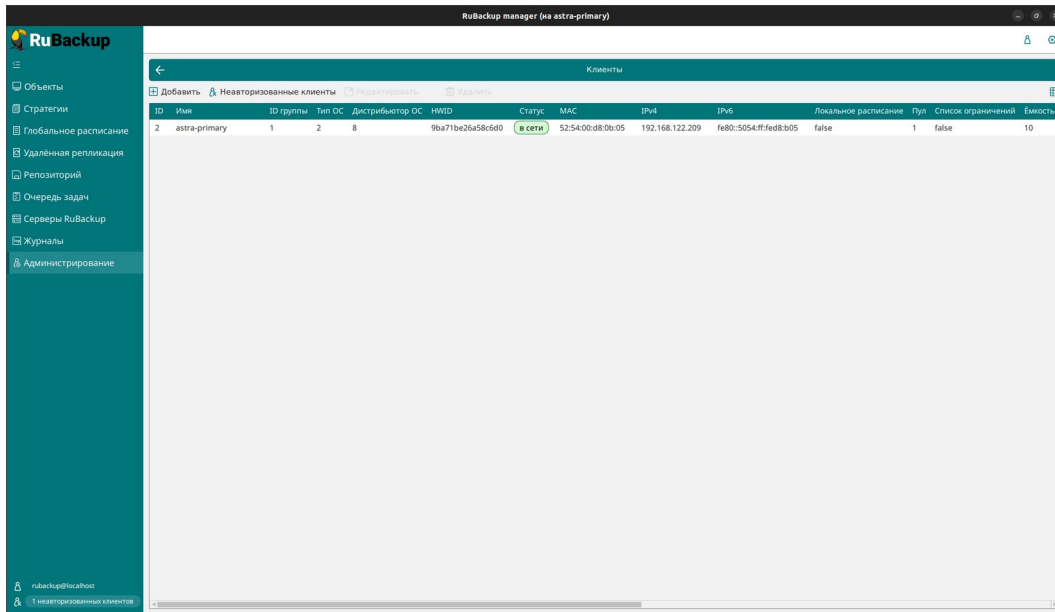 RuBackup manager (на astra-primary)
RuBackup
Клиенты
Объекты
Стратегии
Глобальное расписание
Удалённая репликация
Репозиторий
Очередь задач
Серверы RuBackup
Журналы
Администрирование
Добавить Неавторизованные клиенты Редактировать Удалить
ID Имя ID группы Тип ОС Дистрибьютор ОС HWID Статус MAC IPv4 IPv6 Локальное расписание Пул Список ограничений Ёмкость
2 astra-primary 1 2 8 9ba71be26a58c6d0 в сети 52:54:00:d8:0b:05 192.168.122.209 fe80::5054:ff:fed8:b05 false 1 false 10
rubackup@localhost
1 неавторизованных клиентов